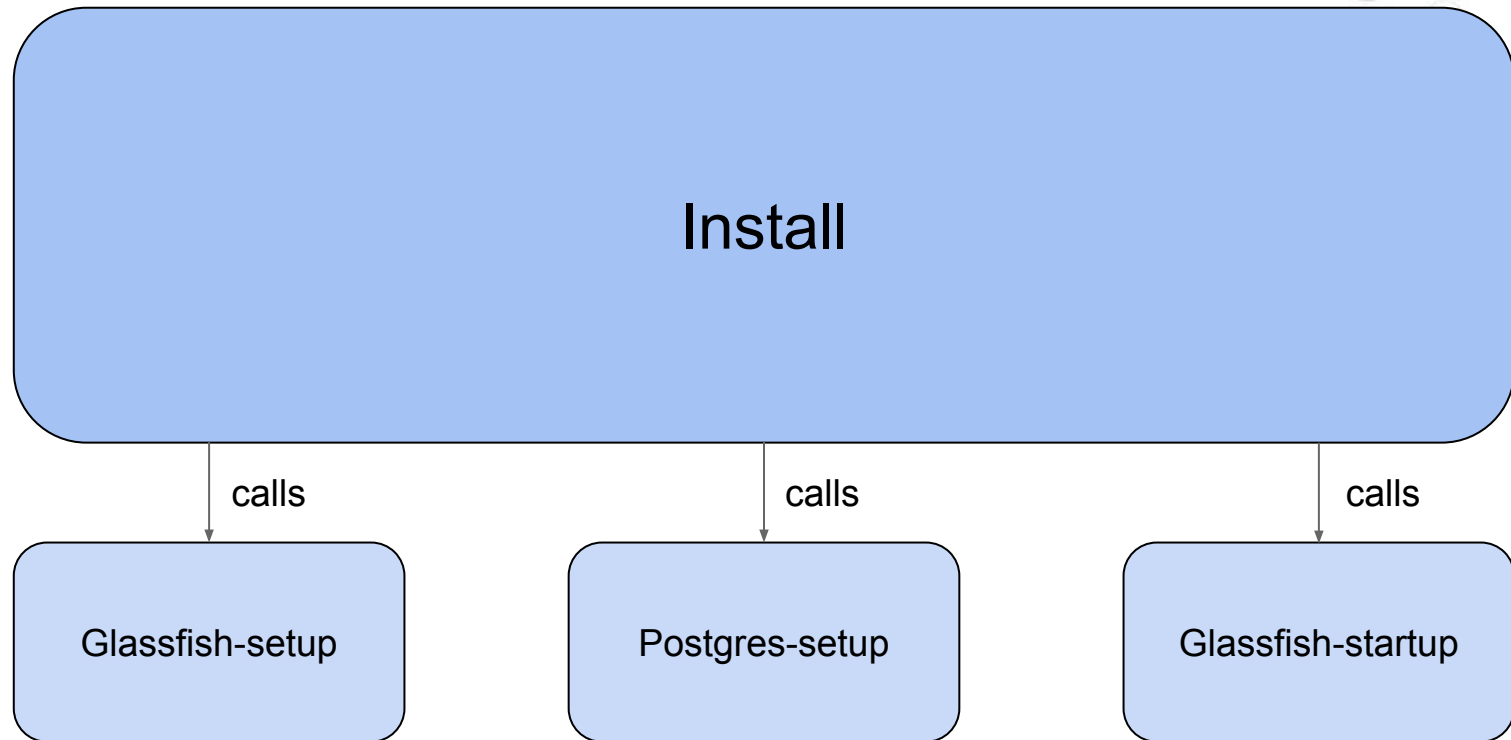 Install
calls
calls
calls
Glassfish-setup
Postgres-setup
Glassfish-startup